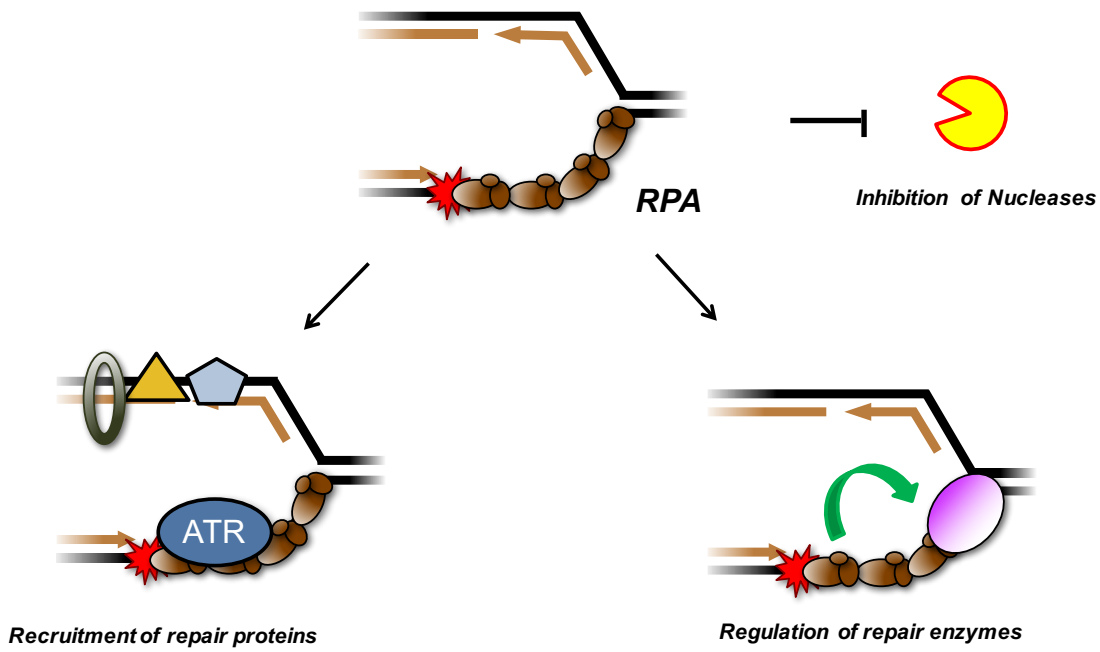 RPA
Inhibition of Nucleases
ATR
Recruitment of repair proteins
Regulation of repair enzymes